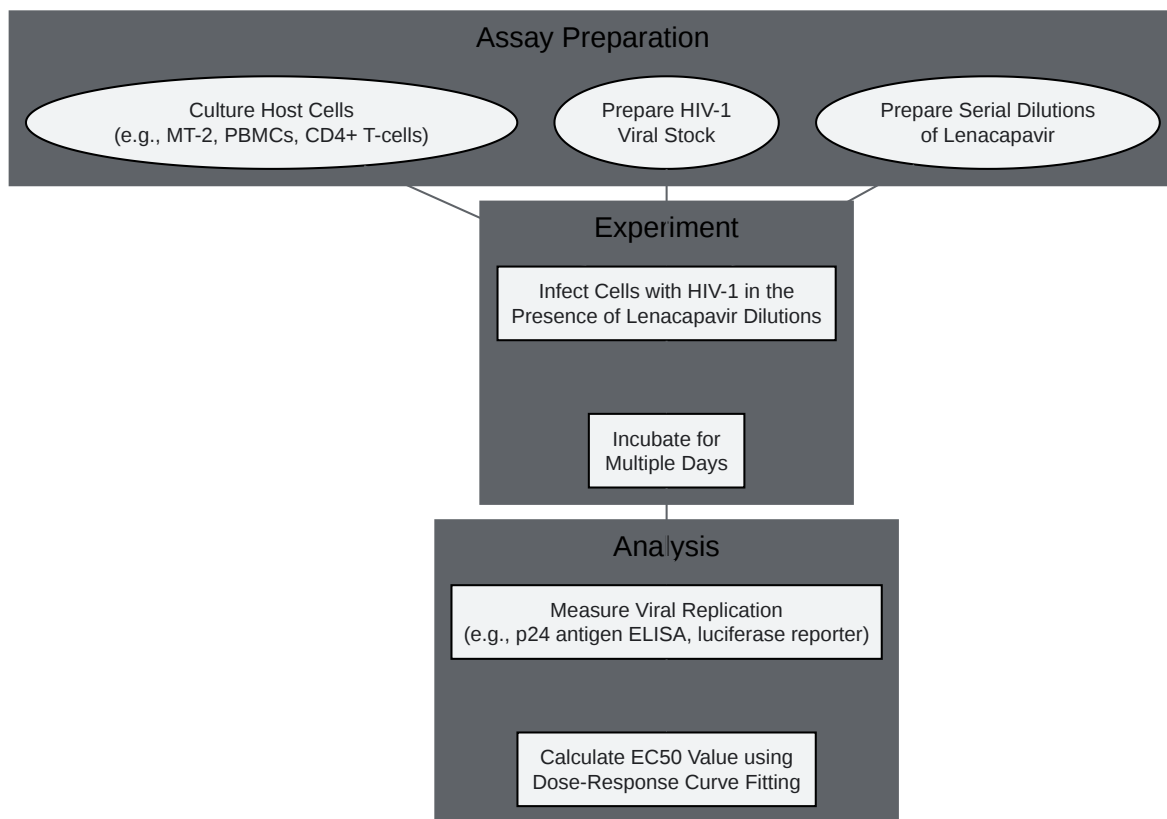 Assay Preparation
Culture Host Cells
(e.g., MT-2, PBMCs, CD4+ T-cells)
Prepare HIV-1
Viral Stock
Prepare Serial Dilutions
of Lenacapavir
Experiment
Infect Cells with HIV-1 in the
Presence of Lenacapavir Dilutions
Incubate for
Multiple Days
Analysis
Measure Viral Replication
(e.g., p24 antigen ELISA, luciferase reporter)
Calculate EC50 Value using
Dose-Response Curve Fitting